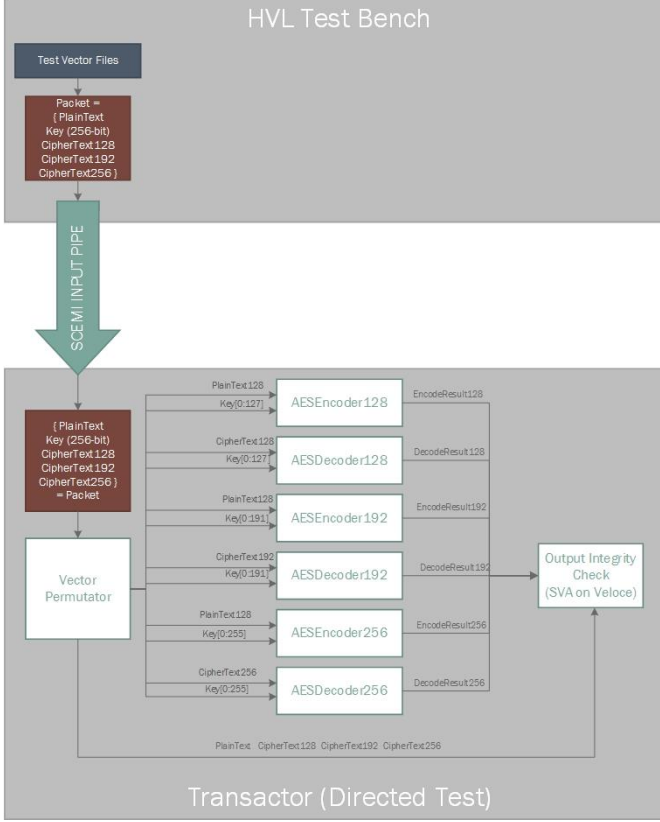 HVL Test Bench
Test Vector Files
Packet =
{ PlainText
Key (256-bit)
CipherText128
CipherText192
CipherText256 }
SCEMI INPUT PIPE
{ PlainText
Key (256-bit)
CipherText128
CipherText192
CipherText256 }
= Packet
Vector
Permutator
PlainText128
Key[0:127]
AESEncoder128
EncodeResult128
CipherText128
Key[0:127]
AESDecoder128
DecodeResult128
PlainText128
Key[0:191]
AESEncoder192
EncodeResult192
CipherText192
Key[0:191]
AESDecoder192
DecodeResult192
PlainText128
Key[0:255]
AESEncoder256
EncodeResult256
CipherText256
Key[0:255]
AESDecoder256
DecodeResult256
Output Integrity
Check
(SVA on Veloce)
PlainText CipherText128 CipherText192 CipherText256
Transactor (Directed Test)